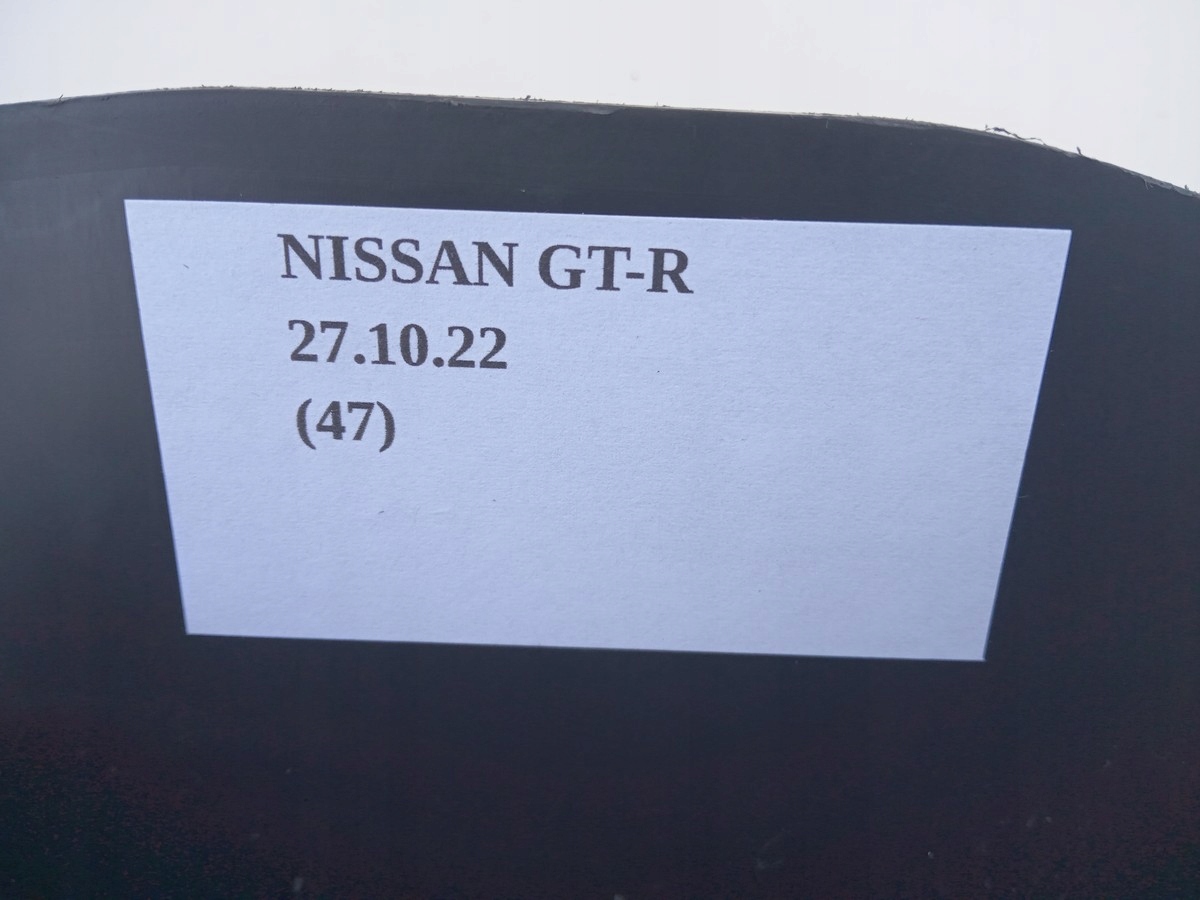 NISSAN GT-R
27.10.22
(47)